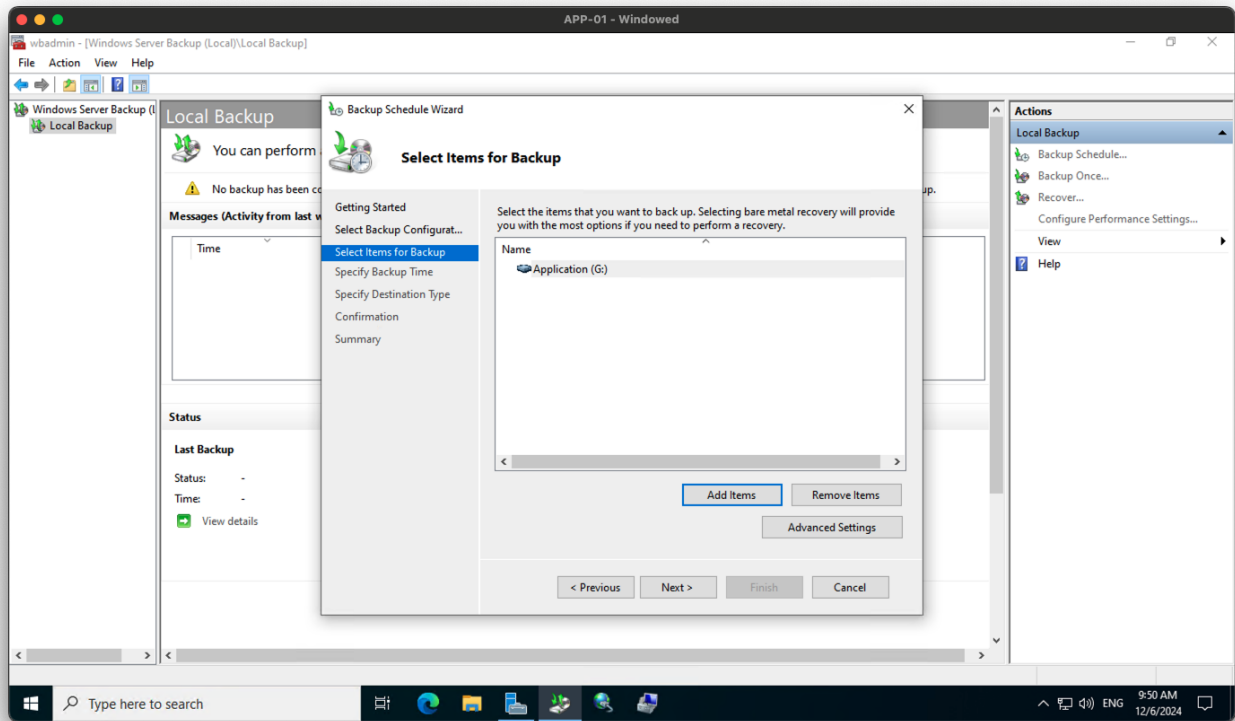 APP-01 - Windowed
wbadmin - [Windows Server Backup (Local)\Local Backup]
File Action View Help
Windows Server Backup (L
Local Backup
Local Backup
You can perform
No backup has been co
up.
Messages (Activity from last w
Time
Status
Last Backup
Status: -
Time: -
View details
Backup Schedule Wizard
Select Items for Backup
Getting Started
Select Backup Configurat...
Select Items for Backup
Specify Backup Time
Specify Destination Type
Confirmation
Summary
Select the items that you want to back up. Selecting bare metal recovery will provide
you with the most options if you need to perform a recovery.
Name
Application (G:)
Add Items Remove Items
Advanced Settings
< Previous Next > Finish Cancel
Actions
Local Backup
Backup Schedule...
Backup Once...
Recover...
Configure Performance Settings...
View
Help
Type here to search
ENG
9:50 AM
12/6/2024